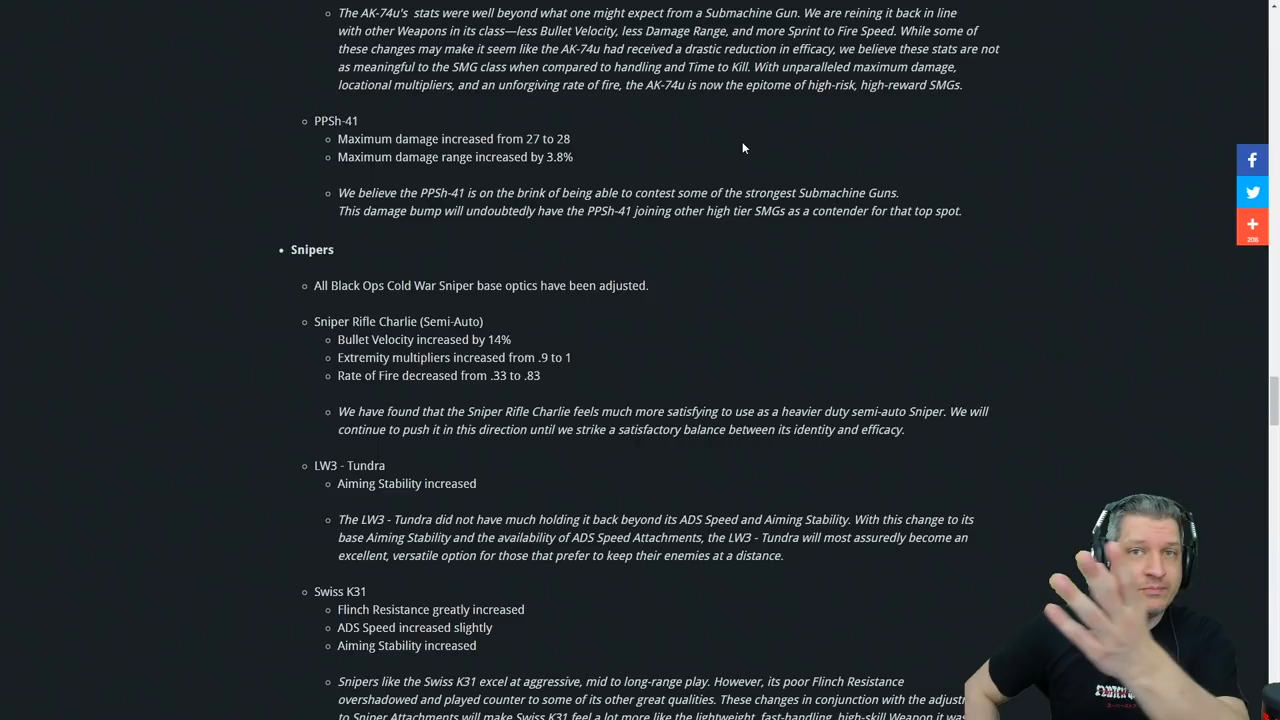 The AK-74u's stats were well beyond what one might expect from a Submachine Gun. We are reining it back in line
with other Weapons in its class—less Bullet Velocity, less Damage Range, and more Sprint to Fire Speed. While some of
these changes may make it seem like the AK-74u had received a drastic reduction in efficacy, we believe these stats are not
as meaningful to the SMG class when compared to handling and Time to Kill. With unparalleled maximum damage,
locational multipliers, and an unforgiving rate of fire, the AK-74u is now the epitome of high-risk, high-reward SMGs.
PPSh-41
Maximum damage increased from 27 to 28
Maximum damage range increased by 3.8%
We believe the PPSh-41 is on the brink of being able to contest some of the strongest Submachine Guns.
This damage bump will undoubtedly have the PPSh-41 joining other high tier SMGs as a contender for that top spot.
Snipers
All Black Ops Cold War Sniper base optics have been adjusted.
Sniper Rifle Charlie (Semi-Auto)
Bullet Velocity increased by 14%
Extremity multipliers increased from .9 to 1
Rate of Fire decreased from .33 to .83
We have found that the Sniper Rifle Charlie feels much more satisfying to use as a heavier duty semi-auto Sniper. We will
continue to push it in this direction until we strike a satisfactory balance between its identity and efficacy.
LW3 - Tundra
Aiming Stability increased
The LW3 - Tundra did not have much holding it back beyond its ADS Speed and Aiming Stability. With this change to its
base Aiming Stability and the availability of ADS Speed Attachments, the LW3 - Tundra will most assuredly become an
excellent, versatile option for those that prefer to keep their enemies at a distance.
Swiss K31
Flinch Resistance greatly increased
ADS Speed increased slightly
Aiming Stability increased
Snipers like the Swiss K31 excel at aggressive, mid to long-range play. However, its poor Flinch Resistance
overshadowed and played counter to some of its other great qualities. These changes in conjunction with the adjust
to Sniper Attachments will make Swiss K31 feel a lot more like the lightweight, fast-handling, high-skill Weapon it was
206